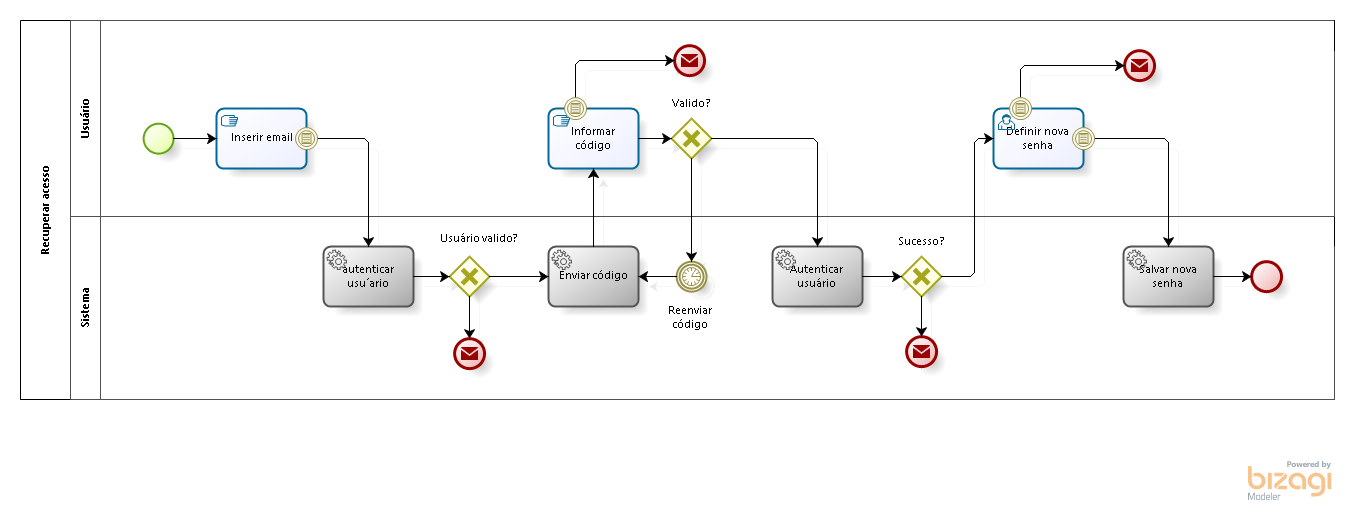 Recuperar acesso
Usuário
Sistema
Inserir email
autenticar
usu´ario
Usuário valido?
Enviar código
Informar
código
Valido?
Reenviar
código
Autenticar
usuário
Sucesso?
Definir nova
senha
Salvar nova
senha
Powered by
bizagi
Modeler